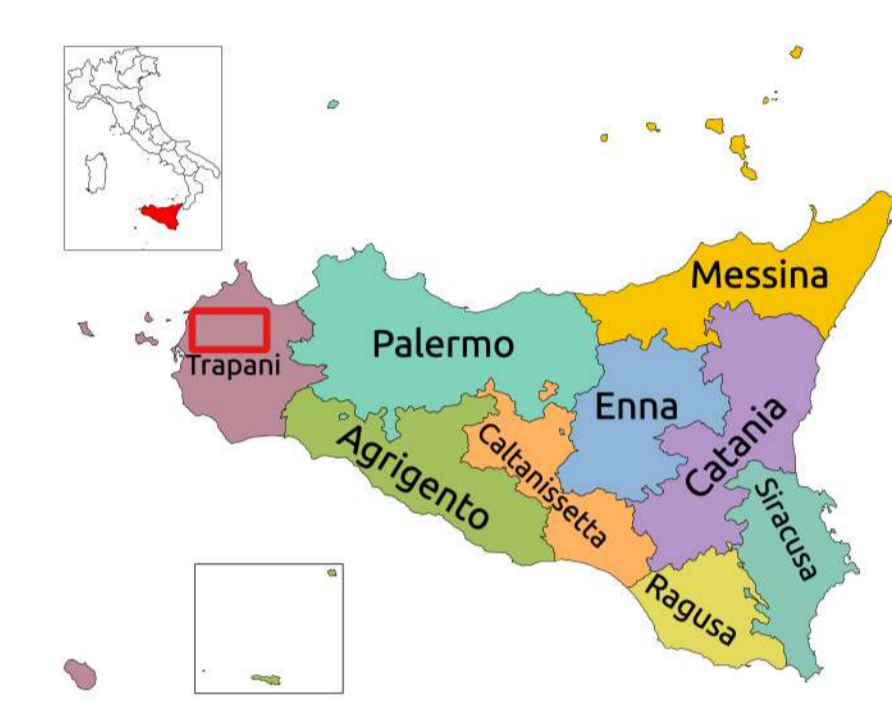 Messina
Palermo
Trapani
Enna
Catania
Agrigento
Caltanissetta
Siracusa
Ragusa